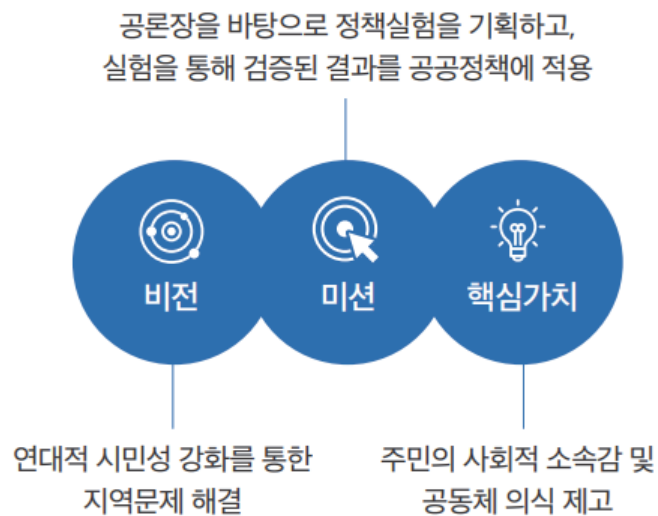 공론장을 바탕으로 정책실험을 기획하고,
실험을 통해 검증된 결과를 공공정책에 적용
비전
미션
핵심가치
연대적 시민성 강화를 통한
지역문제 해결
주민의 사회적 소속감 및
공동체 의식 제고